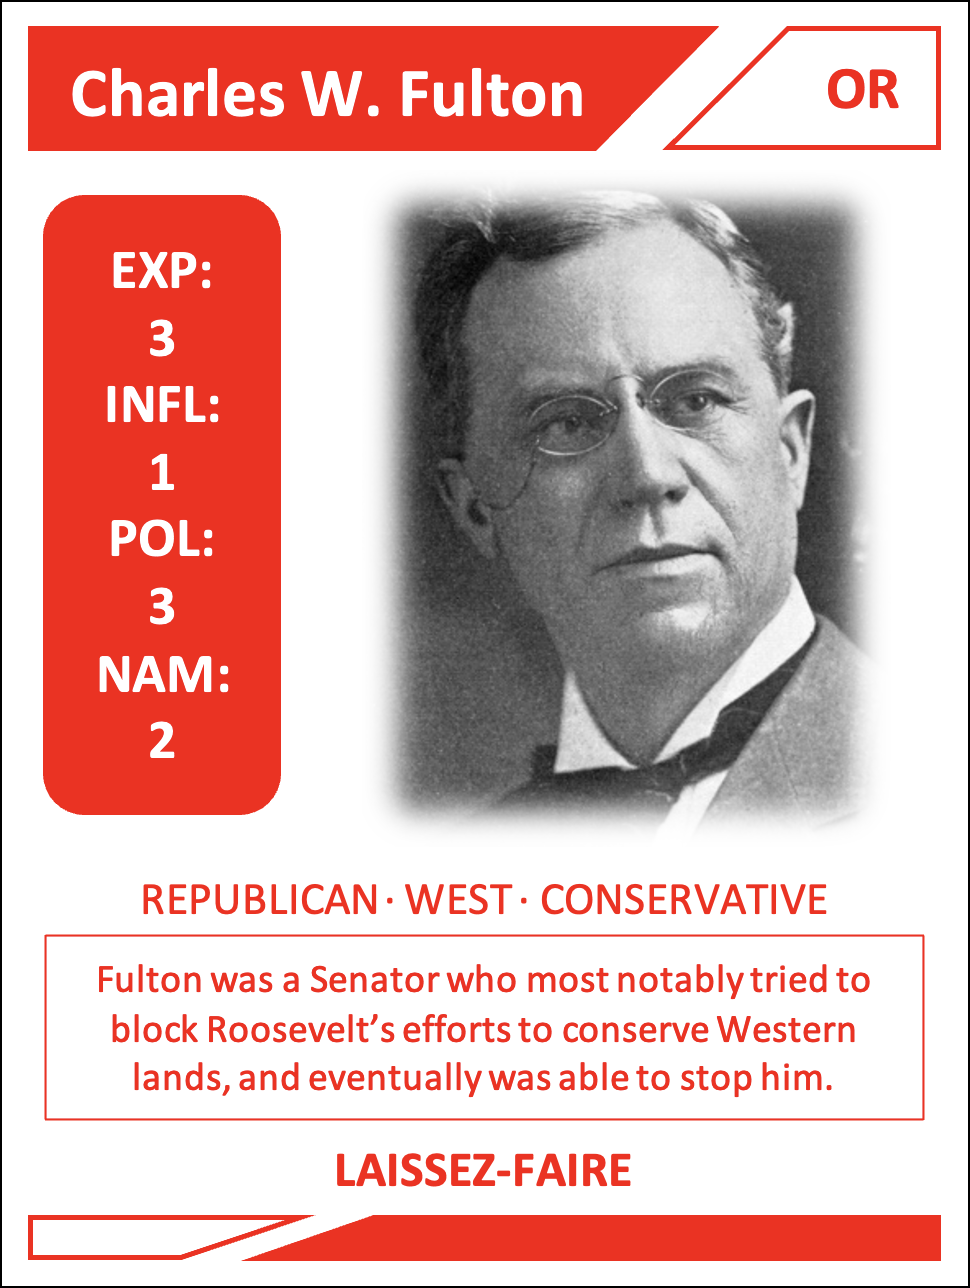 Charles W. Fulton
OR
EXP:
3
INFL:
1
POL:
3
NAM:
2
REPUBLICAN · WEST · CONSERVATIVE
Fulton was a Senator who most notably tried to
block Roosevelt’s efforts to conserve Western
lands, and eventually was able to stop him.
LAISSEZ-FAIRE